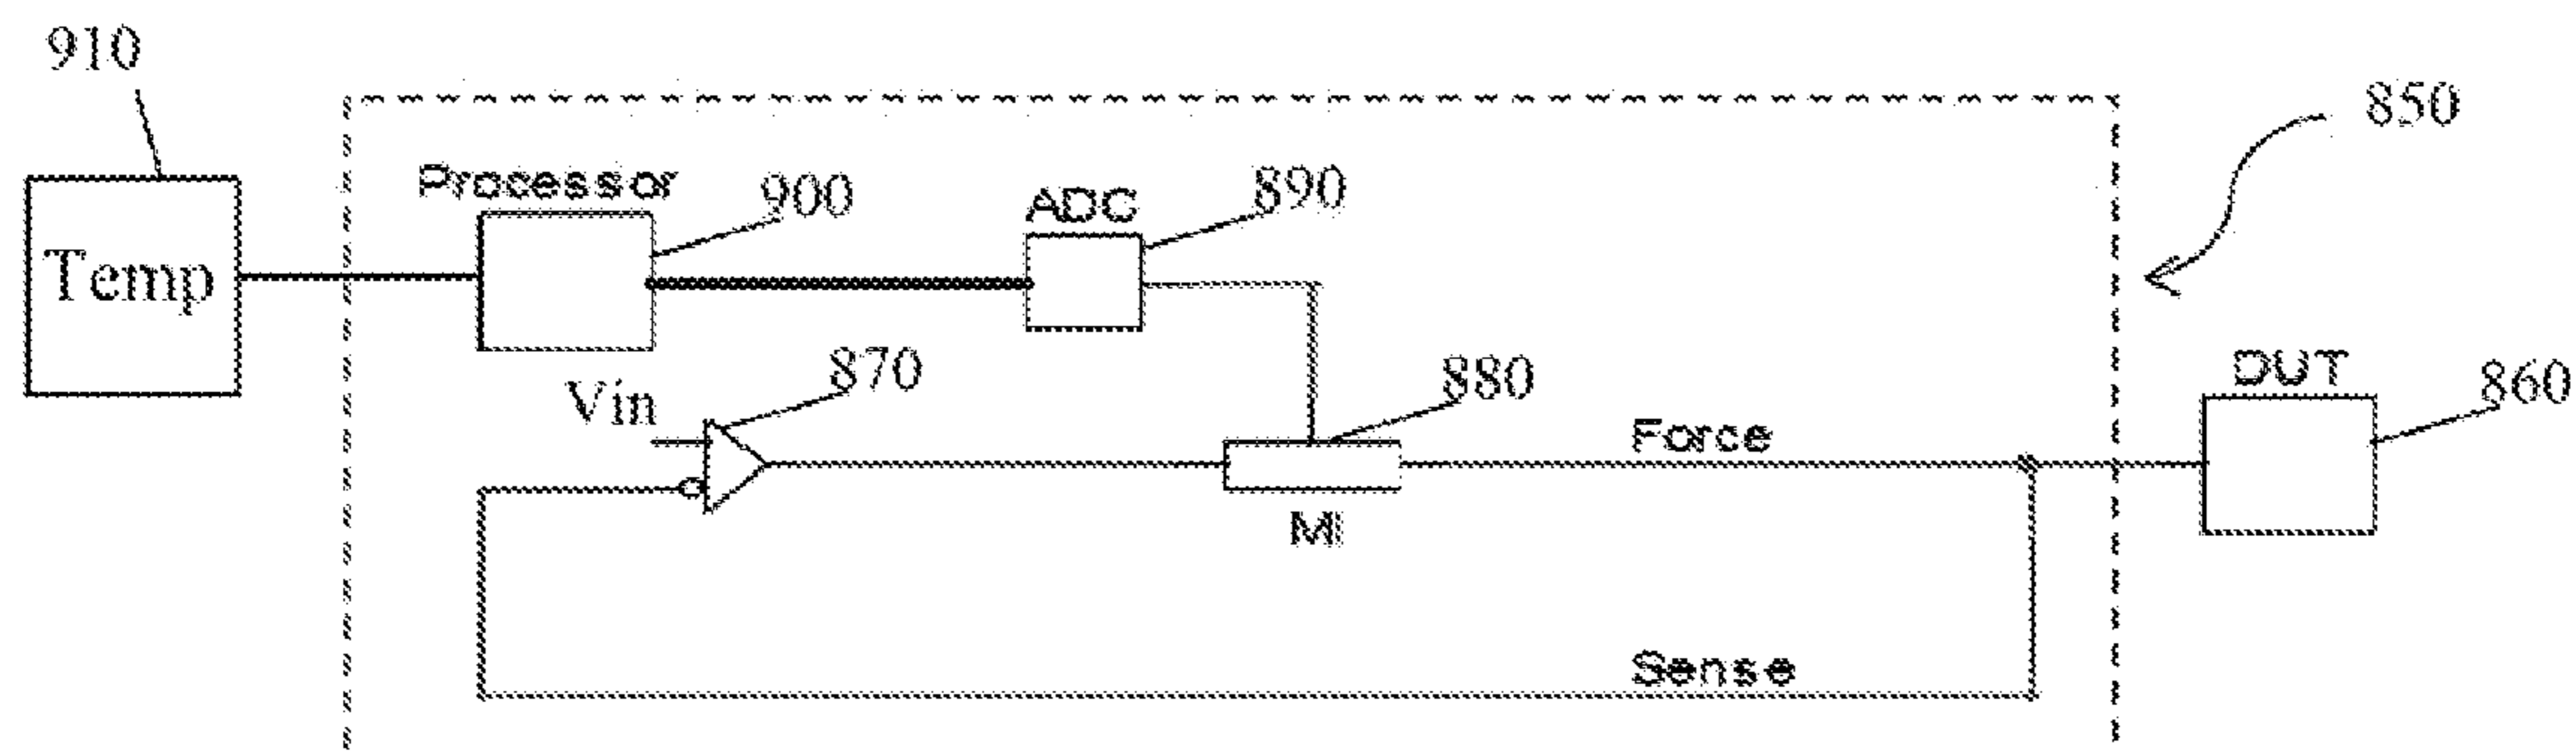 910
850
Processor
900
ADC
890
Temp
Vin
870
880
DUT
860
Force
MI
Sense